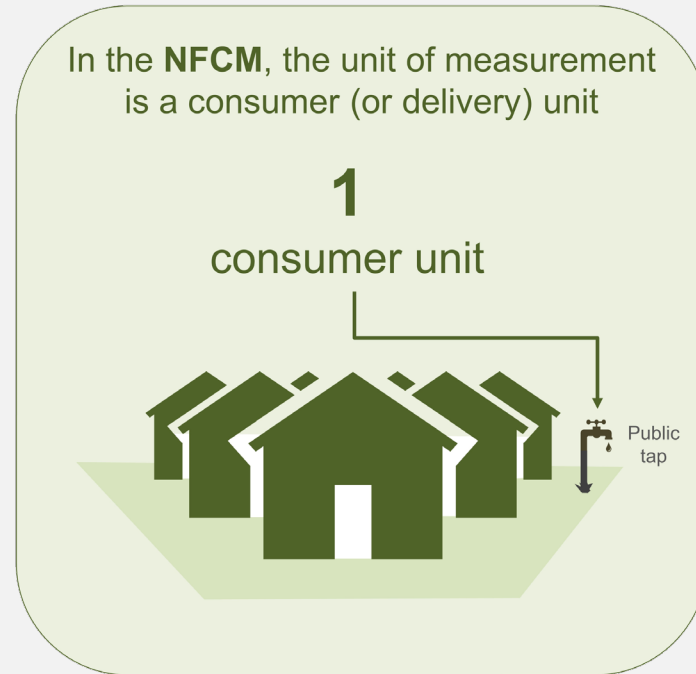 In the NFCM, the unit of measurement
is a consumer (or delivery) unit
1
consumer unit
Public
tap